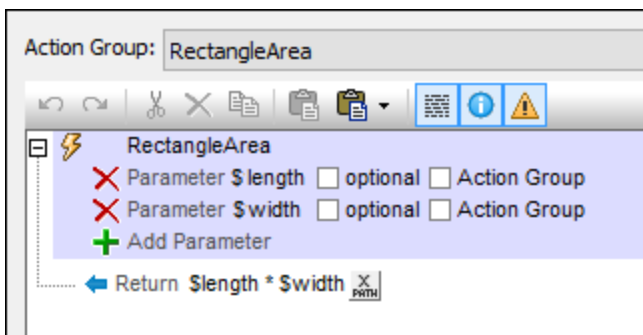 Action Group: RectangleArea
RectangleArea
Parameter $length optional Action Group
Parameter $width optional Action Group
Add Parameter
Return $length * $width X PATH